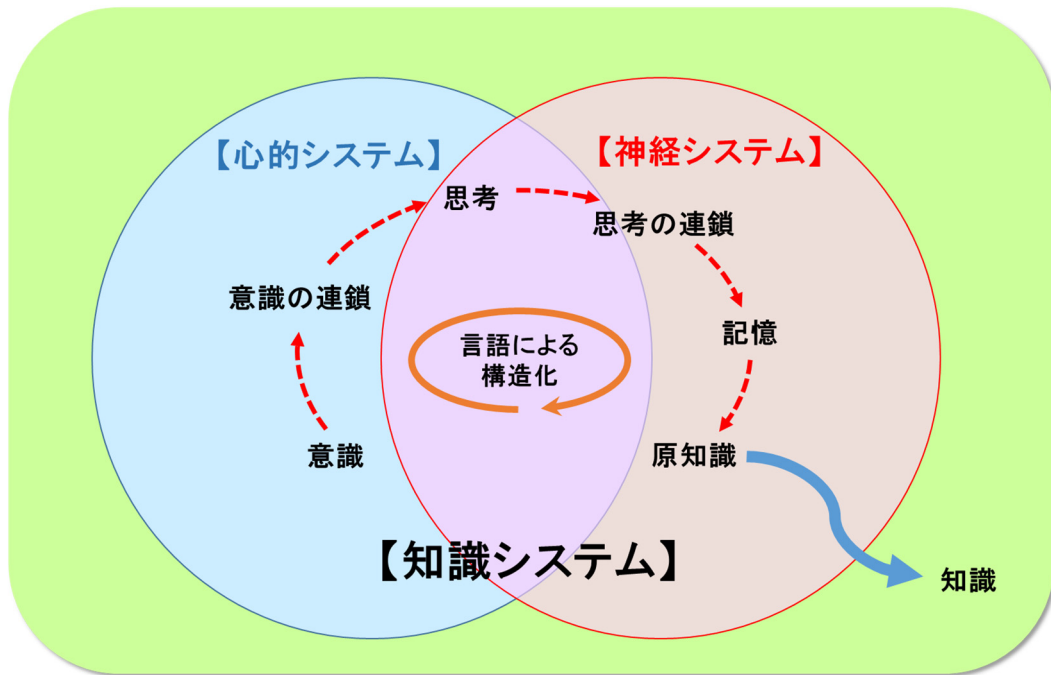 【心的システム】
【神経システム】
思考
思考の連鎖
意識の連鎖
記憶
言語による
構造化
意識
原知識
【知識システム】
知識